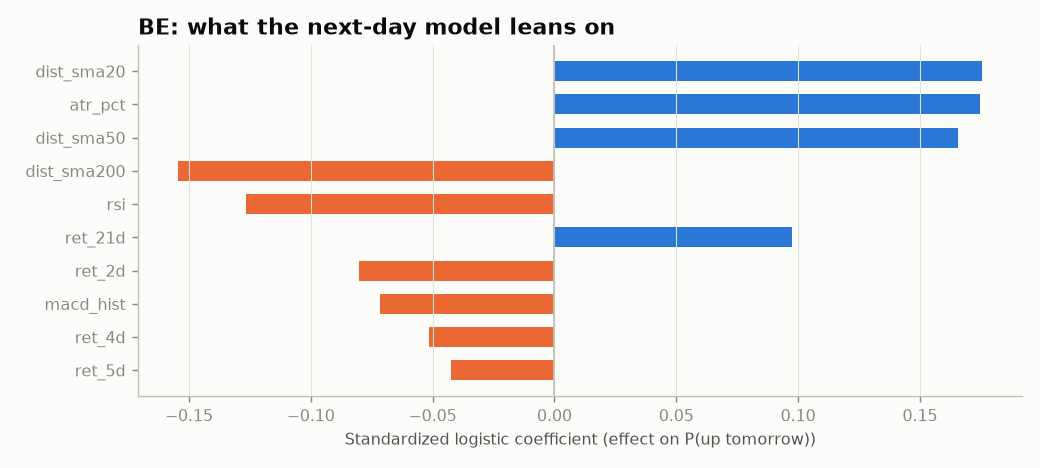 BE: what the next-day model leans on
dist_sma20
atr_pct
dist_sma50
dist_sma200
rsi
ret_21d
ret_2d
macd_hist
ret_4d
ret_5d
−0.15 −0.10 −0.05 0.00 0.05 0.10 0.15
Standardized logistic coefficient (effect on P(up tomorrow))